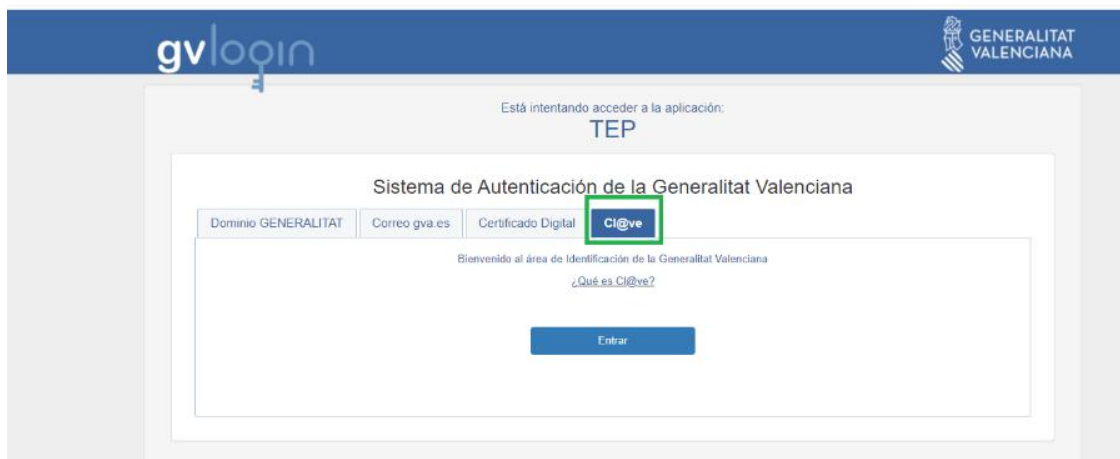 gvlogin
GENERALITAT
VALENCIANA
Está intentando acceder a la aplicación:
TEP
Sistema de Autenticación de la Generalitat Valenciana
Dominio GENERALITAT Correo gva.es Certificado Digital Cl@ve
Bienvenido al área de Identificación de la Generalitat Valenciana
¿Qué es Cl@ve?
Entrar